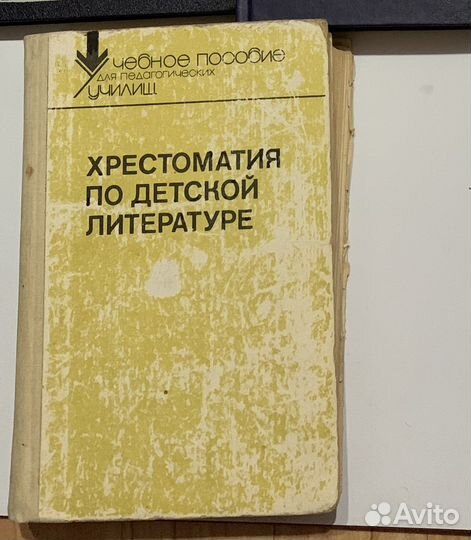 Учебное пособие
для педагогических
училищ
ХРЕСТОМАТИЯ
ПО ДЕТСКОЙ
ЛИТЕРАТУРЕ
Avito